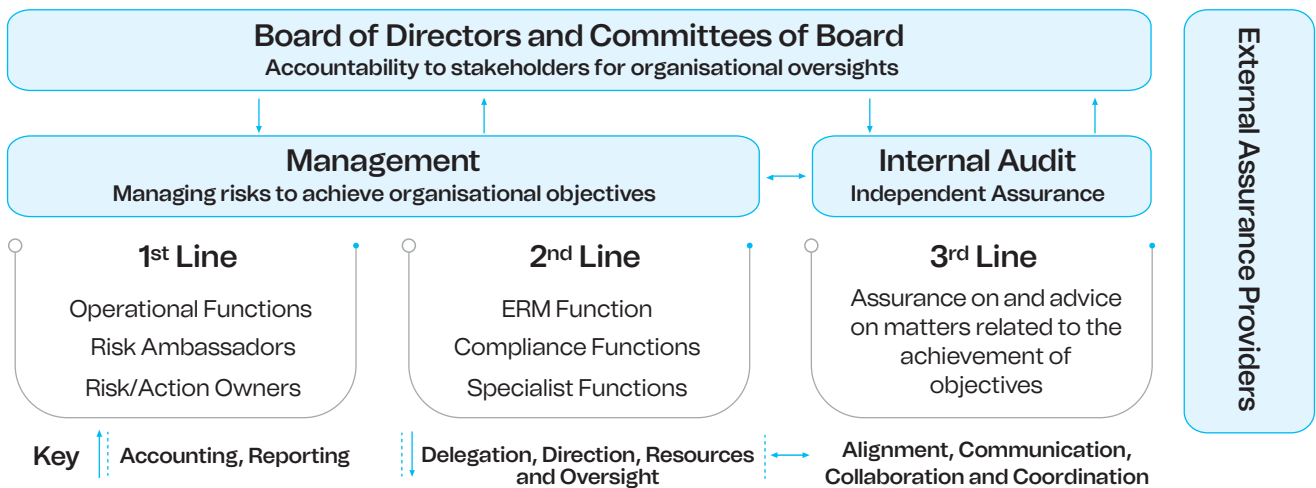 Board of Directors and Committees of Board
Accountability to stakeholders for organisational oversights
External Assurance Providers
Management
Managing risks to achieve organisational objectives
Internal Audit
Independent Assurance
1st Line
Operational Functions
Risk Ambassadors
Risk/Action Owners
2nd Line
ERM Function
Compliance Functions
Specialist Functions
3rd Line
Assurance on and advice
on matters related to the
achievement of
objectives
Key
Accounting, Reporting
Delegation, Direction, Resources
and Oversight
Alignment, Communication,
Collaboration and Coordination